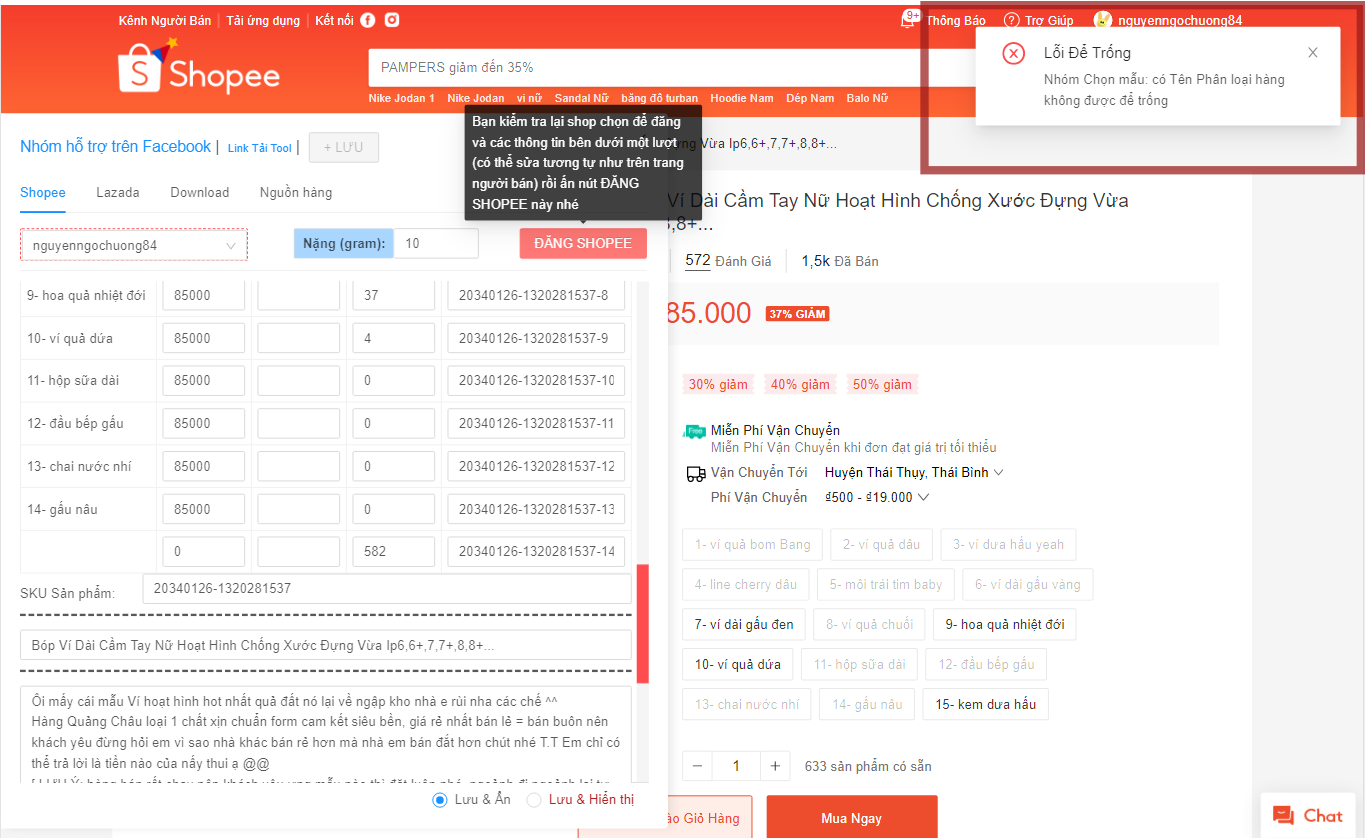 Kênh Người Bán | Tải ứng dụng | Kết nối
9+ Thông Báo
Trợ Giúp
nguyenngochuong84
Shopee
PAMPERS giảm đến 35%
Nike Jodan 1 Nike Jodan vi nữ Sandal Nữ băng đô turban Hoodie Nam Dép Nam Balo Nữ
Lỗi Để Trống
Nhóm Chọn mẫu: có Tên Phân loại hàng
không được để trống
Nhóm hỗ trợ trên Facebook | Link Tải Tool |
+ LƯU
Bạn kiểm tra lại shop chọn để đăng
và các thông tin bên dưới một lượt
(có thể sửa tương tự như trên trang
người bán) rồi ấn nút ĐĂNG
SHOPEE này nhé
Vừa Ip6,6+,7,7+,8,8+...
Shopee Lazada Download Nguồn hàng
nguyenngochuong84
Nặng (gram): 10
ĐĂNG SHOPEE
9- hoa quả nhiệt đới 85000 37 20340126-1320281537-8
10- ví quả dứa 85000 4 20340126-1320281537-9
11- hộp sữa dài 85000 0 20340126-1320281537-10
12- đầu bếp gấu 85000 0 20340126-1320281537-11
13- chai nước nhí 85000 0 20340126-1320281537-12
14- gấu nâu 85000 0 20340126-1320281537-13
0 582 20340126-1320281537-14
SKU Sản phẩm: 20340126-1320281537
Bóp Ví Dài Cầm Tay Nữ Hoạt Hình Chống Xước Đựng Vừa Ip6,6+,7,7+,8,8+...
Ôi mấy cái mẫu Ví hoạt hình hot nhất quả đất nó lại về ngập kho nhà e rùi nha các chế ^^
Hàng Quảng Châu loại 1 chất xịn chuẩn form cam kết siêu bền, giá rẻ nhất bán lẻ = bán buôn nên
khách yêu đừng hỏi em vì sao nhà khác bán rẻ hơn mà nhà em bán đắt hơn chút nhé T.T Em chỉ có
thể trả lời là tiền nào của nấy thui ạ @@
Lưu & Ẩn
Lưu & Hiển thị
Ví Dài Cầm Tay Nữ Hoạt Hình Chống Xước Đựng Vừa
,8+...
572 Đánh Giá
1,5k Đã Bán
85.000
37% GIẢM
30% giảm 40% giảm 50% giảm
Free Miễn Phí Vận Chuyển
Miễn Phí Vận Chuyển khi đơn đạt giá trị tối thiểu
Vận Chuyển Tới Huyện Thái Thụy, Thái Bình
Phí Vận Chuyển ₫500 - ₫19.000
1- ví quả bom Bang 2- ví quả dâu 3- ví dưa hấu yeah
4- line cherry dâu 5- môi trái tim baby 6- ví dài gấu vàng
7- ví dài gấu đen 8- ví quả chuối 9- hoa quả nhiệt đới
10- ví quả dứa 11- hộp sữa dài 12- đầu bếp gấu
13- chai nước nhí 14- gấu nâu 15- kem dưa hấu
− 1 + 633 sản phẩm có sẵn
Giỏ Hàng
Mua Ngay
Chat